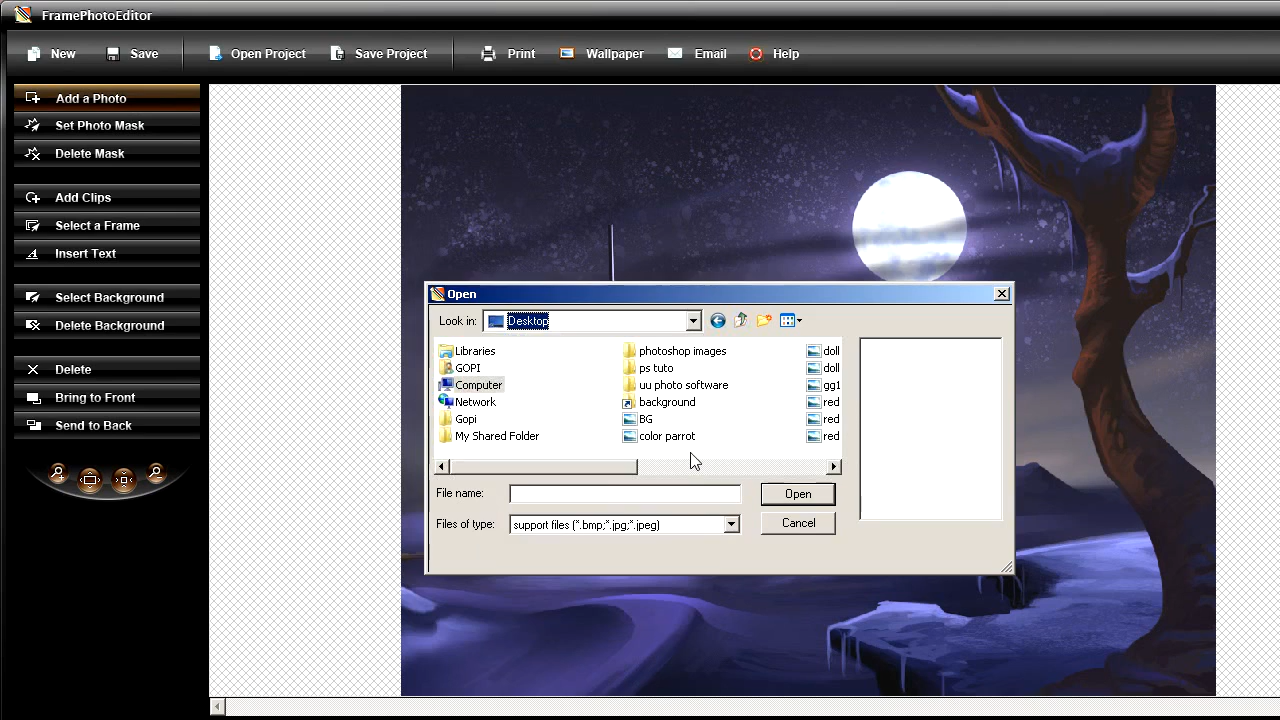 FramePhotoEditor
New
Save
Open Project
Save Project
Print
Wallpaper
Email
Help
Add a Photo
Set Photo Mask
Delete Mask
Add Clips
Select a Frame
Insert Text
Select Background
Delete Background
Delete
Bring to Front
Send to Back
Open
Look in:
Desktop
Libraries
GOPI
Computer
Network
Gopi
My Shared Folder
photoshop images
ps tuto
uu photo software
background
BG
color parrot
doll
doll
gg1
red
red
red
File name:
Open
Files of type:
support files (*.bmp;*.jpg;*.jpeg)
Cancel